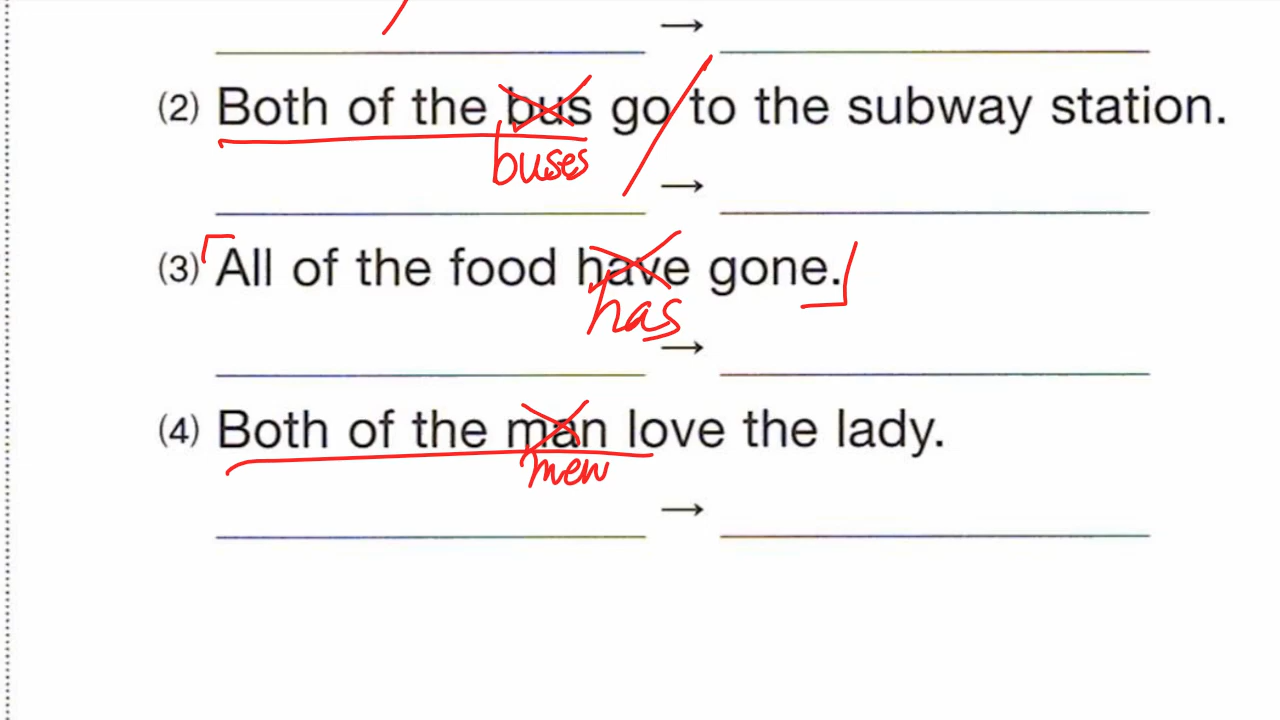 →
(2) Both of the bus go to the subway station.
buses
→
(3) All of the food have gone.
has
→
(4) Both of the man love the lady.
men
→